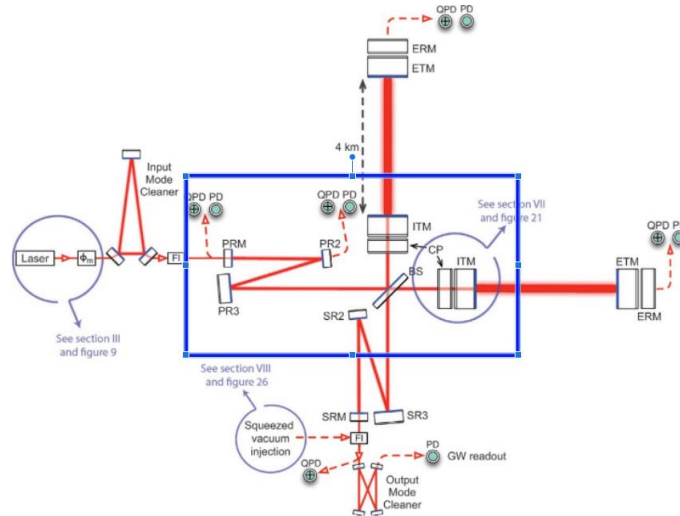 QPD PD
ERM
ETM
4 km
Input
Mode
Cleaner
QPD PD
QPD PD
See section VII
and figure 21
ITM
CP
QPD PD
Laser
Φm
FI
PRM
PR2
BS
ITM
ETM
PR3
ERM
SR2
See section III
and figure 9
See section VIII
and figure 26
SRM
SR3
Squeezed
vacuum
injection
FI
PD
GW readout
QPD
Output
Mode
Cleaner